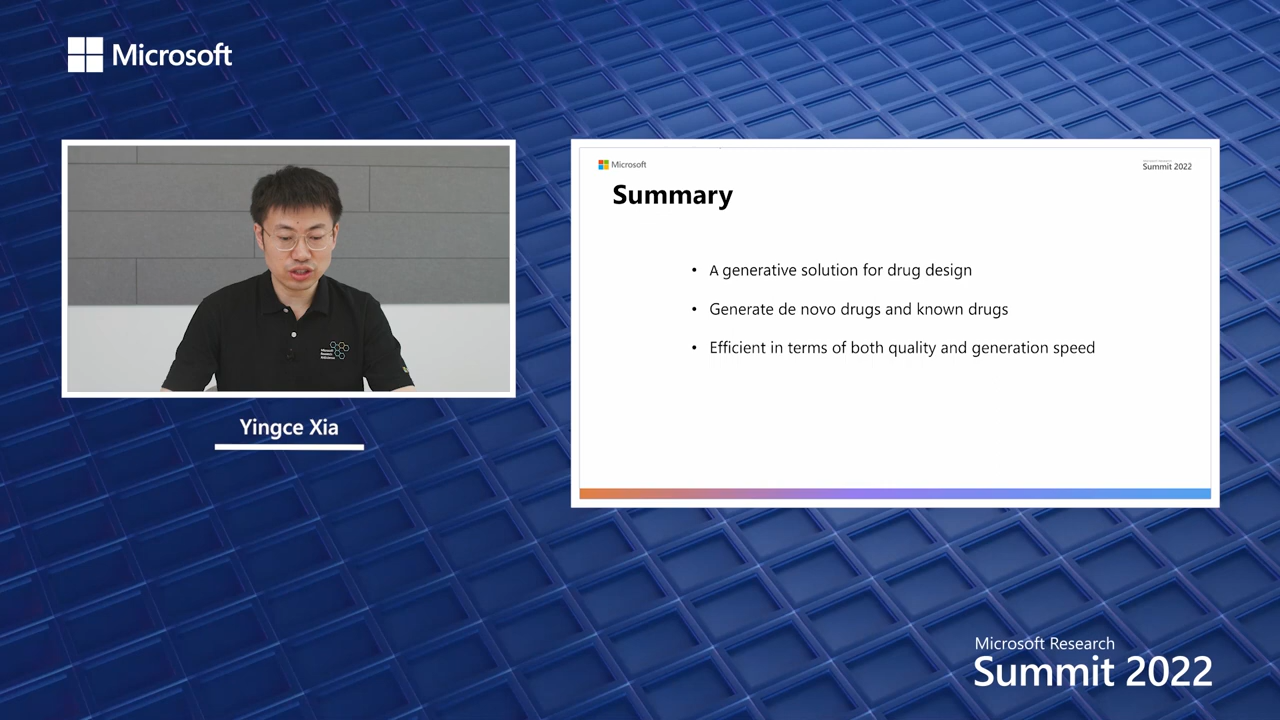 Microsoft
Yingce Xia
Microsoft
Summit 2022
Summary
• A generative solution for drug design
• Generate de novo drugs and known drugs
• Efficient in terms of both quality and generation speed
Microsoft Research
Summit 2022